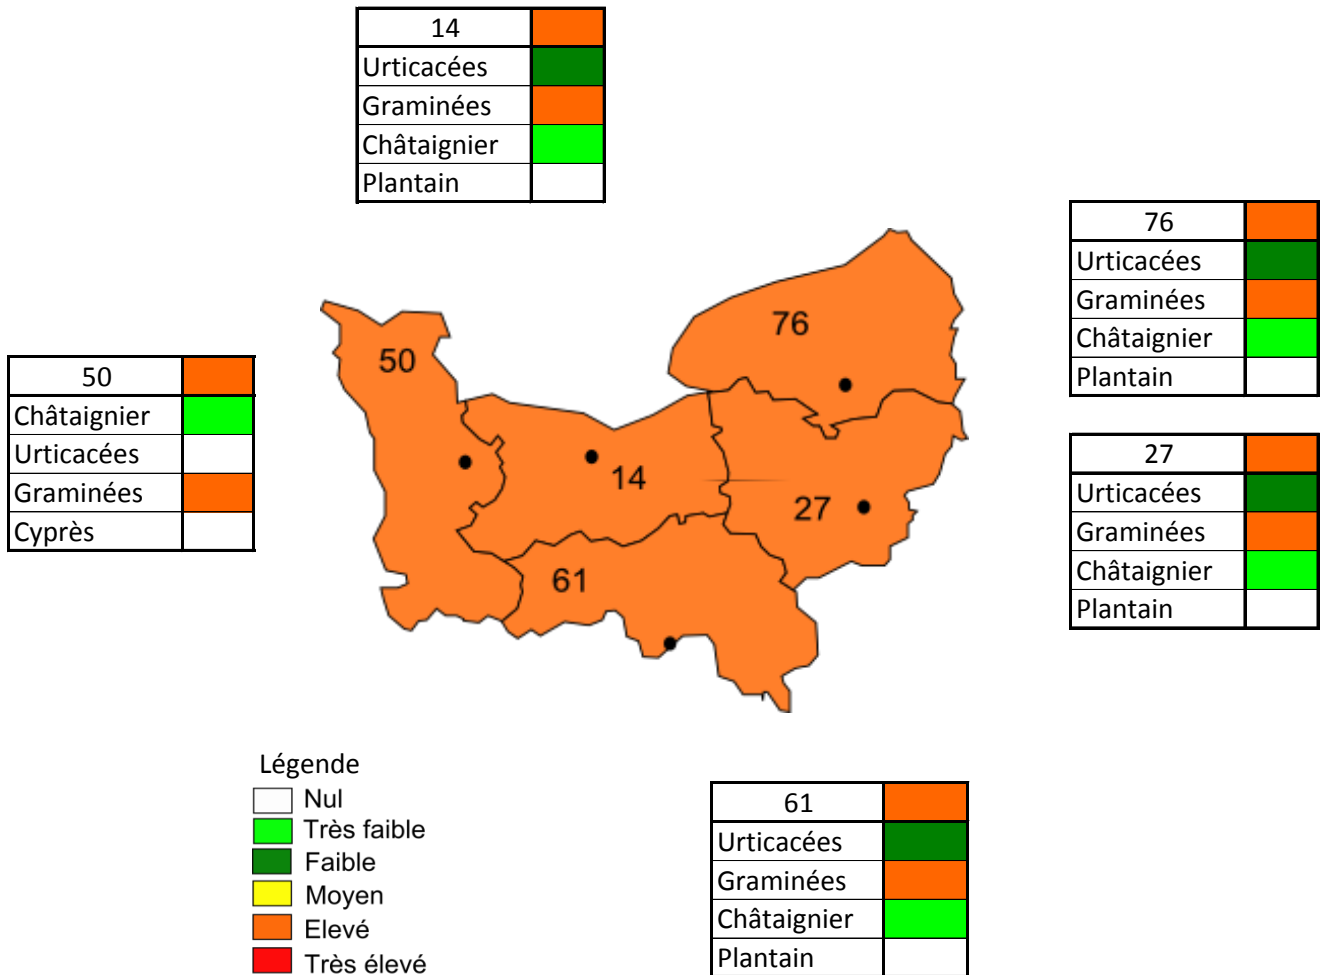 14
Urticacées
Graminées
Châtaignier
Plantain
76
Urticacées
Graminées
Châtaignier
Plantain
50
Châtaignier
Urticacées
Graminées
Cyprès
76
50
14
27
61
27
Urticacées
Graminées
Châtaignier
Plantain
Légende
Nul
Très faible
Faible
Moyen
Elevé
Très élevé
61
Urticacées
Graminées
Châtaignier
Plantain